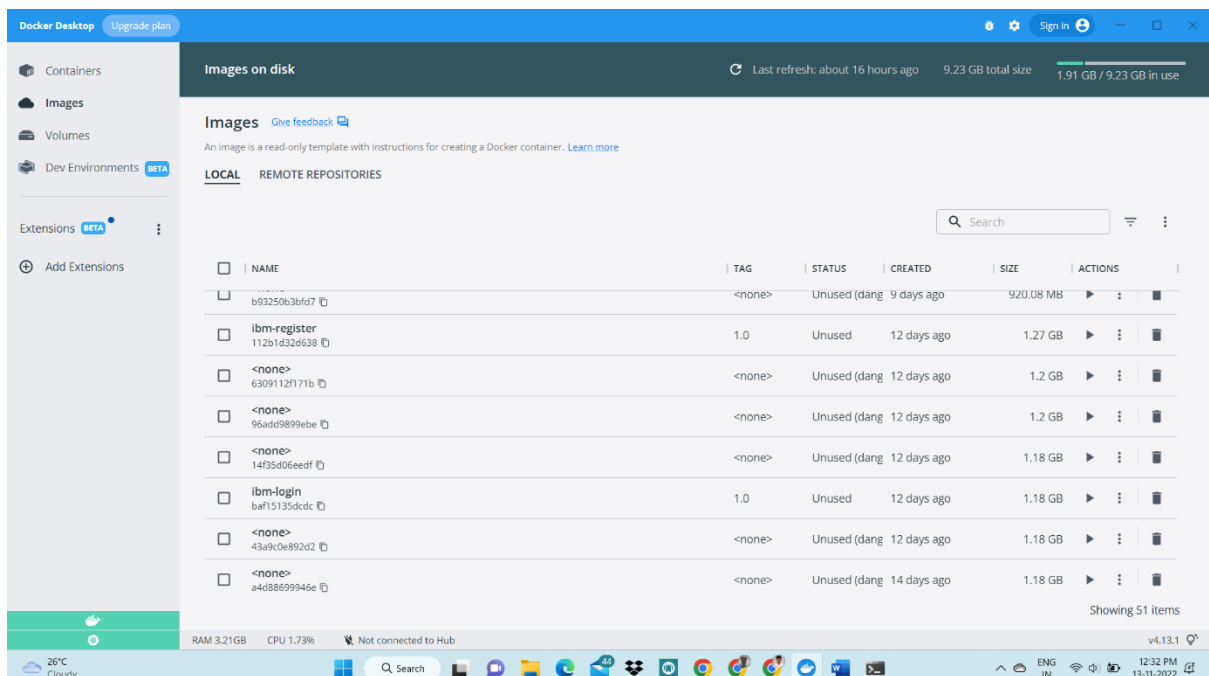 Docker Desktop Upgrade plan Sign in
Containers
Images
Volumes
Dev Environments BETA
Extensions BETA
Add Extensions
Images on disk Last refresh: about 16 hours ago 9.23 GB total size 1.91 GB / 9.23 GB in use
Images Give feedback
An image is a read-only template with instructions for creating a Docker container. Learn more
LOCAL REMOTE REPOSITORIES
Search
NAME TAG STATUS CREATED SIZE ACTIONS
b93250b3bfd7 <none> Unused (dang 9 days ago 920.08 MB
ibm-register
112b1d32d638 1.0 Unused 12 days ago 1.27 GB
<none>
6309112f171b <none> Unused (dang 12 days ago 1.2 GB
<none>
96add9899ebe <none> Unused (dang 12 days ago 1.2 GB
<none>
14f35d06eedf <none> Unused (dang 12 days ago 1.18 GB
ibm-login
baf15135dcdc 1.0 Unused 12 days ago 1.18 GB
<none>
43a9c0e892d2 <none> Unused (dang 12 days ago 1.18 GB
<none>
a4d88699946e <none> Unused (dang 14 days ago 1.18 GB
Showing 51 items
RAM 3.21GB CPU 1.73% Not connected to Hub v4.13.1
26°C
Cloudy
Search
44
ENG
IN
12:32 PM
13-11-2022